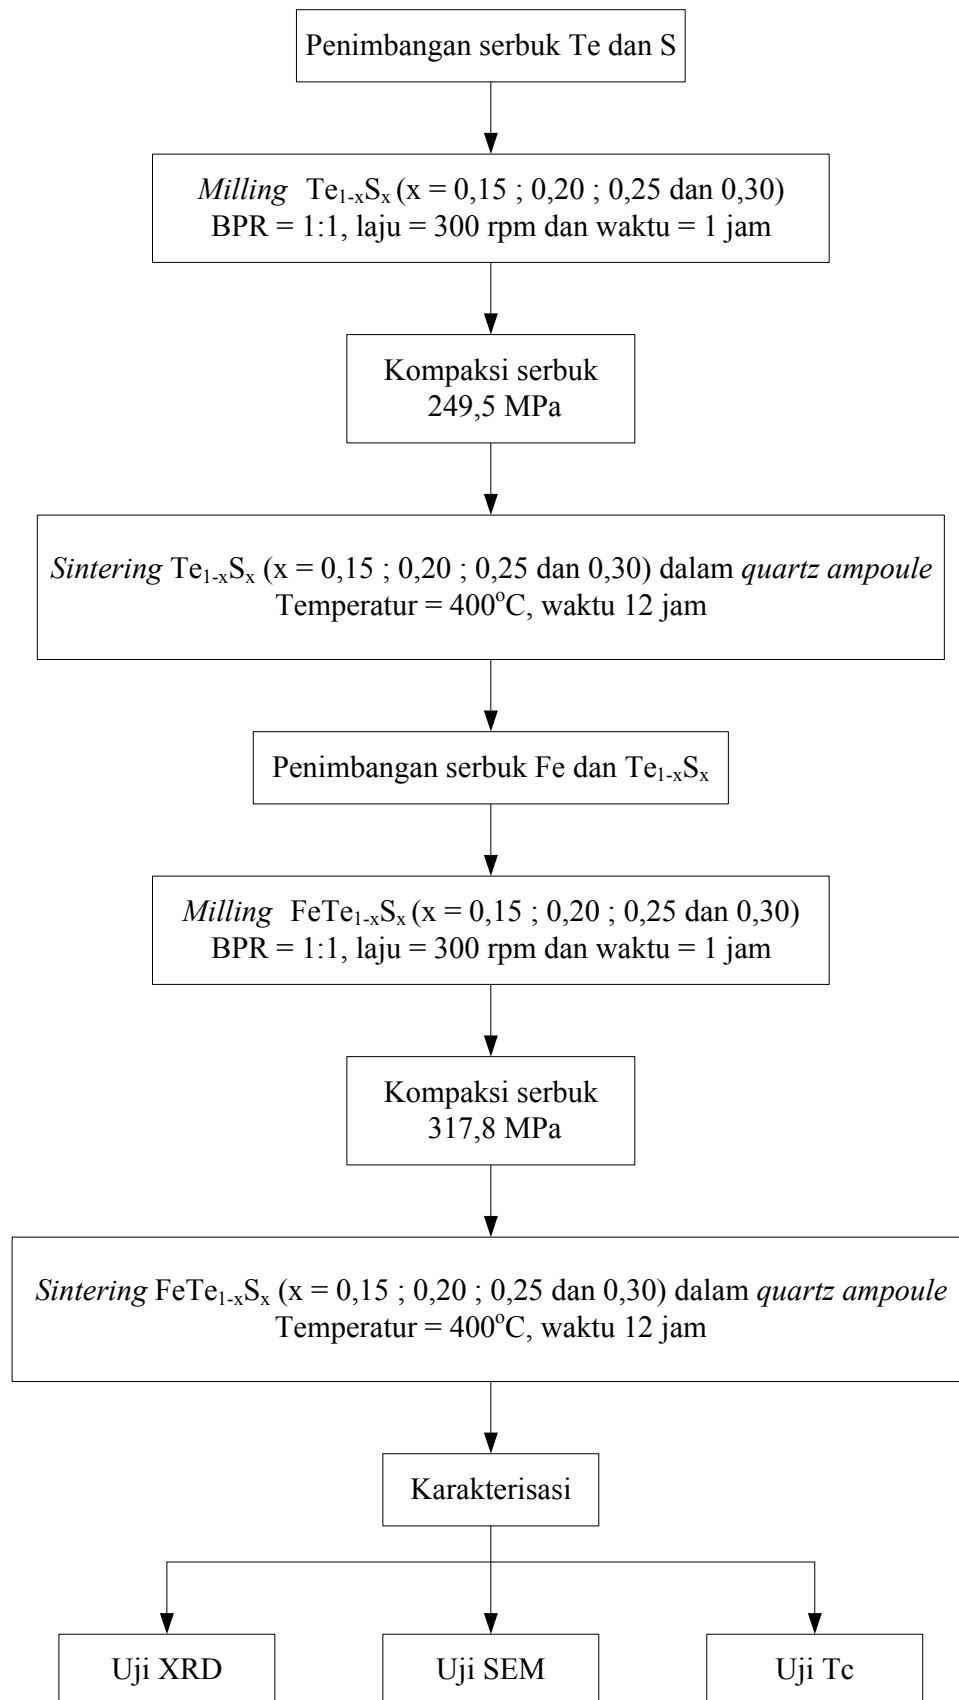 Penimbangan serbuk Te dan S
Milling Te₁₋ₓSₓ (x = 0,15 ; 0,20 ; 0,25 dan 0,30)
BPR = 1:1, laju = 300 rpm dan waktu = 1 jam
Kompaksi serbuk
249,5 MPa
Sintering Te₁₋ₓSₓ (x = 0,15 ; 0,20 ; 0,25 dan 0,30) dalam quartz ampoule
Temperatur = 400°C, waktu 12 jam
Penimbangan serbuk Fe dan Te₁₋ₓSₓ
Milling FeTe₁₋ₓSₓ (x = 0,15 ; 0,20 ; 0,25 dan 0,30)
BPR = 1:1, laju = 300 rpm dan waktu = 1 jam
Kompaksi serbuk
317,8 MPa
Sintering FeTe₁₋ₓSₓ (x = 0,15 ; 0,20 ; 0,25 dan 0,30) dalam quartz ampoule
Temperatur = 400°C, waktu 12 jam
Karakterisasi
Uji XRD
Uji SEM
Uji Tc